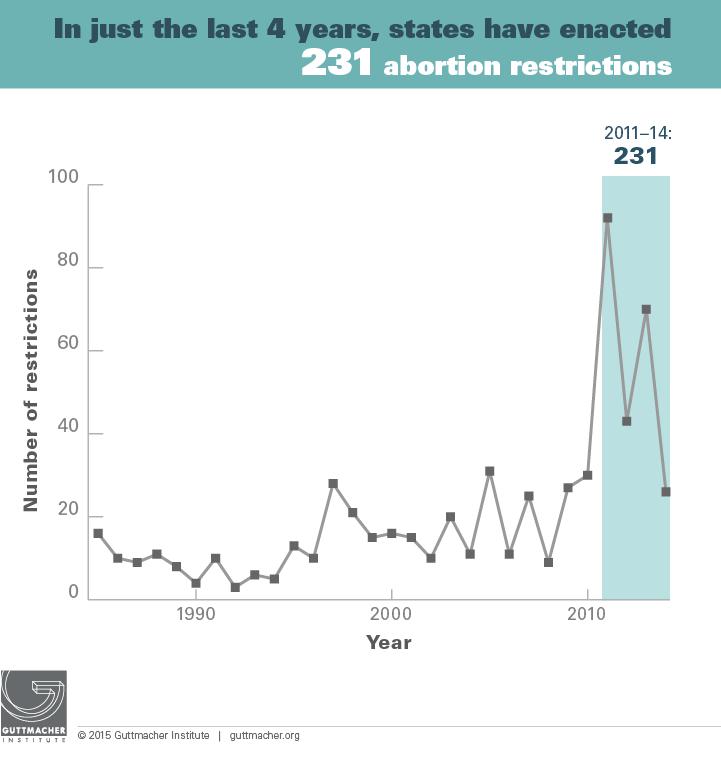 In just the last 4 years, states have enacted
231 abortion restrictions
2011–14:
231
100
80
60
40
20
0
Number of restrictions
1990
2000
2010
Year
GUTTMACHER
INSTITUTE
© 2015 Guttmacher Institute | guttmacher.org